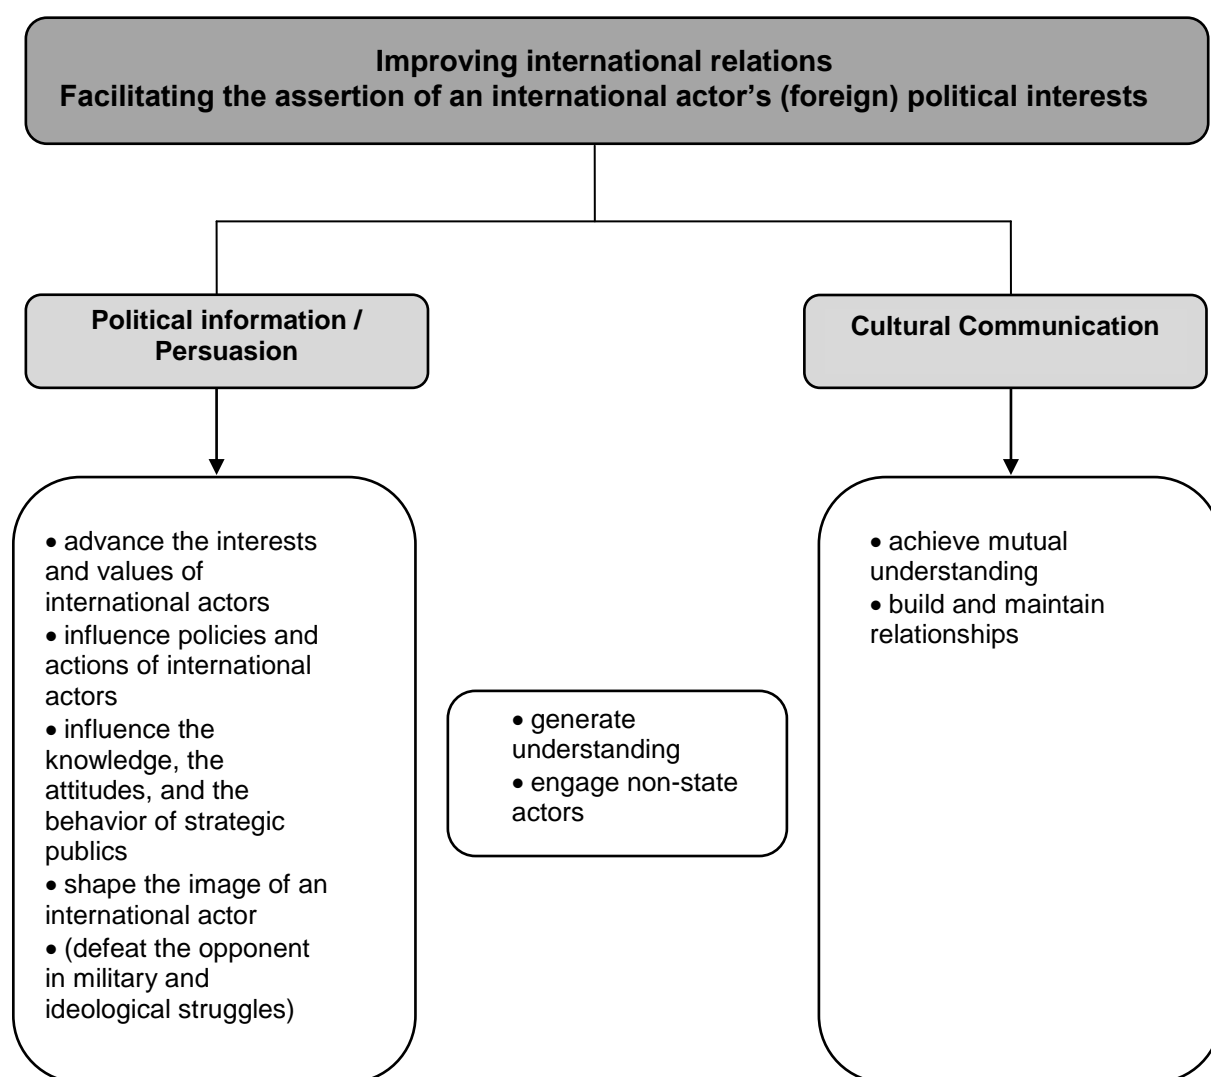 Improving international relations
Facilitating the assertion of an international actor’s (foreign) political interests
Political information /
Persuasion
Cultural Communication
• advance the interests
and values of
international actors
• influence policies and
actions of international
actors
• influence the
knowledge, the
attitudes, and the
behavior of strategic
publics
• shape the image of an
international actor
• (defeat the opponent
in military and
ideological struggles)
• generate
understanding
• engage non-state
actors
• achieve mutual
understanding
• build and maintain
relationships